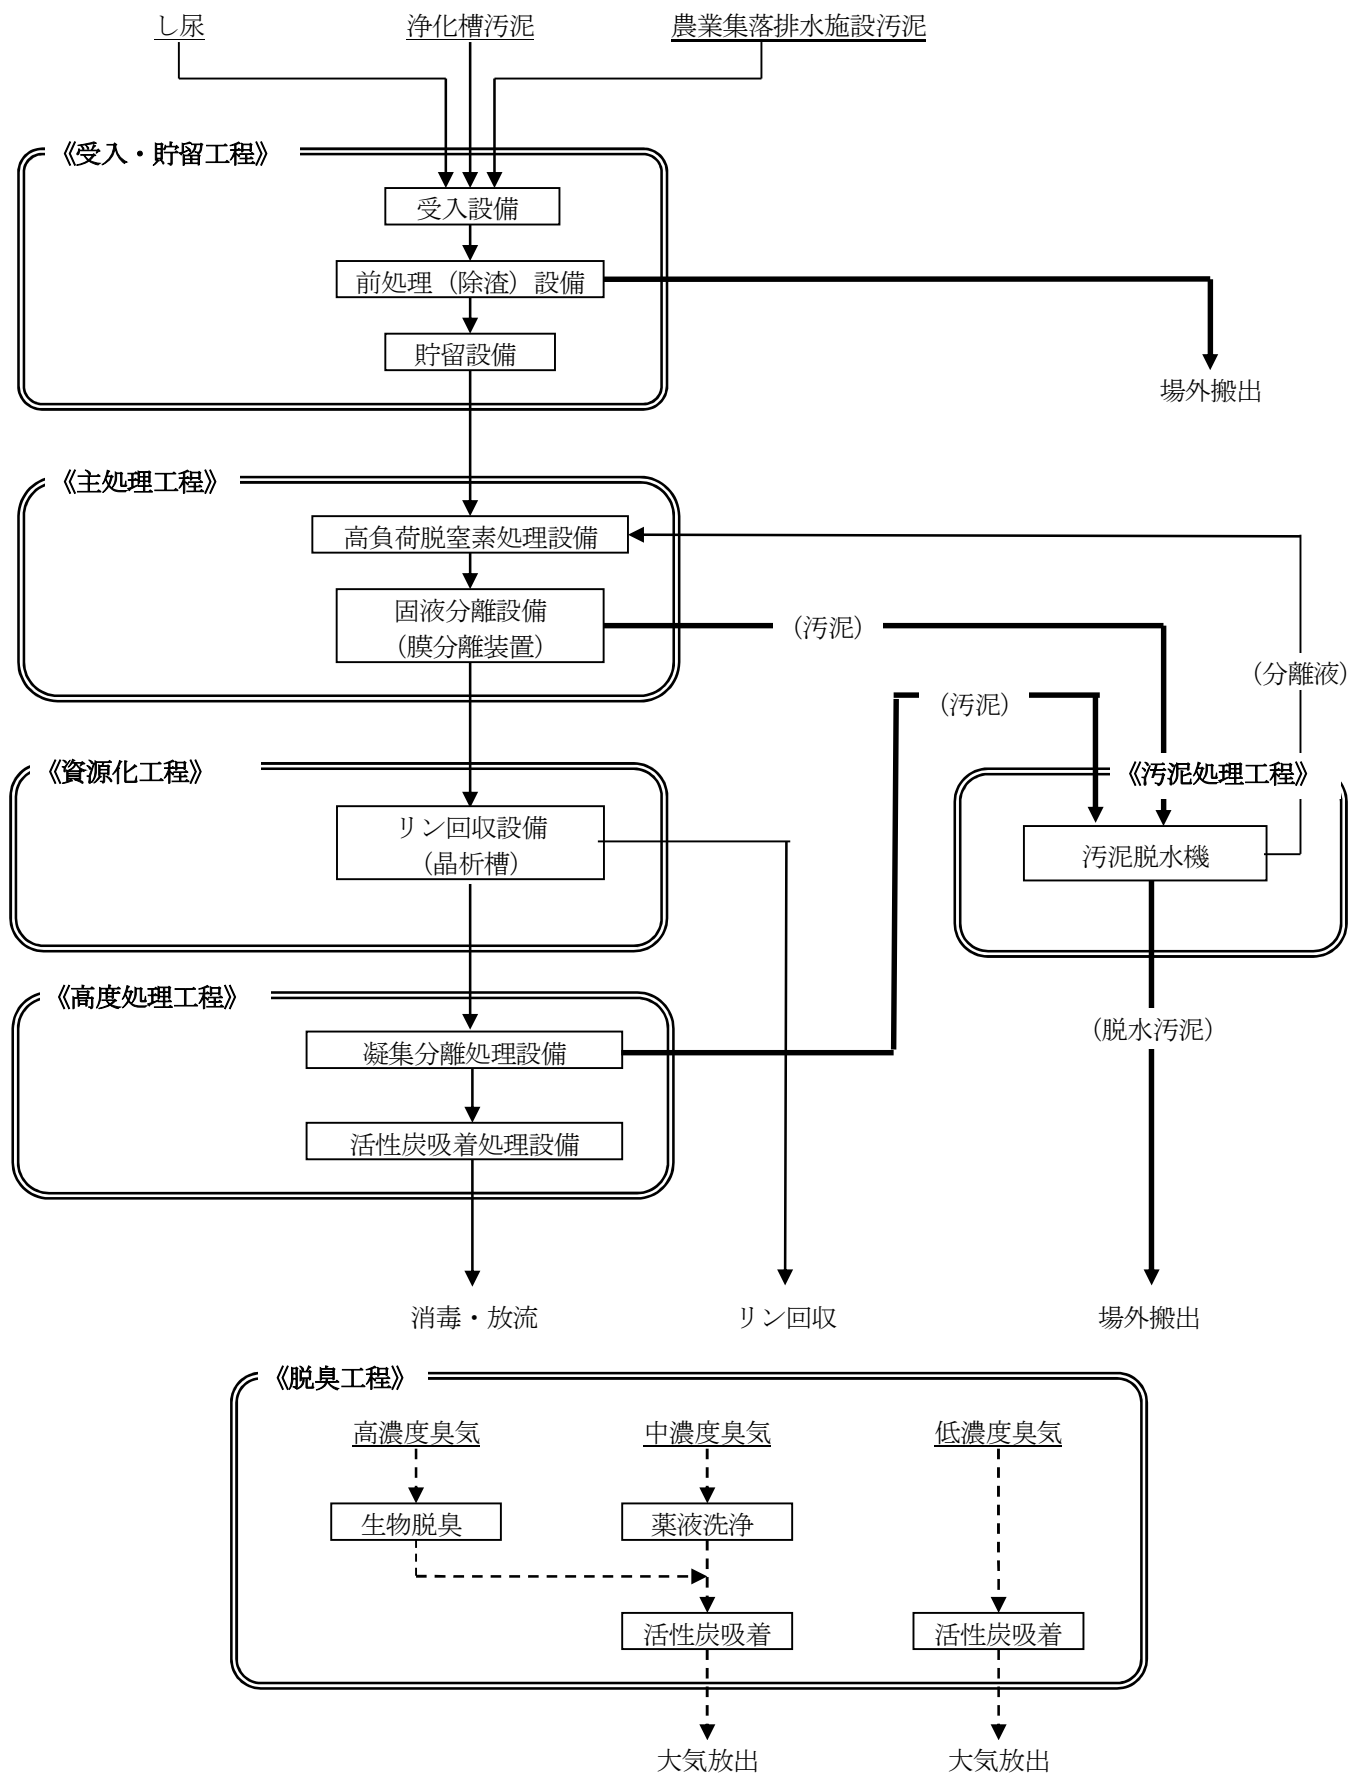 し尿
浄化槽汚泥
農業集落排水施設汚泥
《受入・貯留工程》
受入設備
前処理（除渣）設備
貯留設備
場外搬出
《主処理工程》
高負荷脱窒素処理設備
固液分離設備
（膜分離装置）
（汚泥）
（分離液）
（汚泥）
《資源化工程》
《汚泥処理工程》
リン回収設備
（晶析槽）
汚泥脱水機
《高度処理工程》
（脱水汚泥）
凝集分離処理設備
活性炭吸着処理設備
消毒・放流
リン回収
場外搬出
《脱臭工程》
高濃度臭気
中濃度臭気
低濃度臭気
生物脱臭
薬液洗浄
活性炭吸着
活性炭吸着
大気放出
大気放出